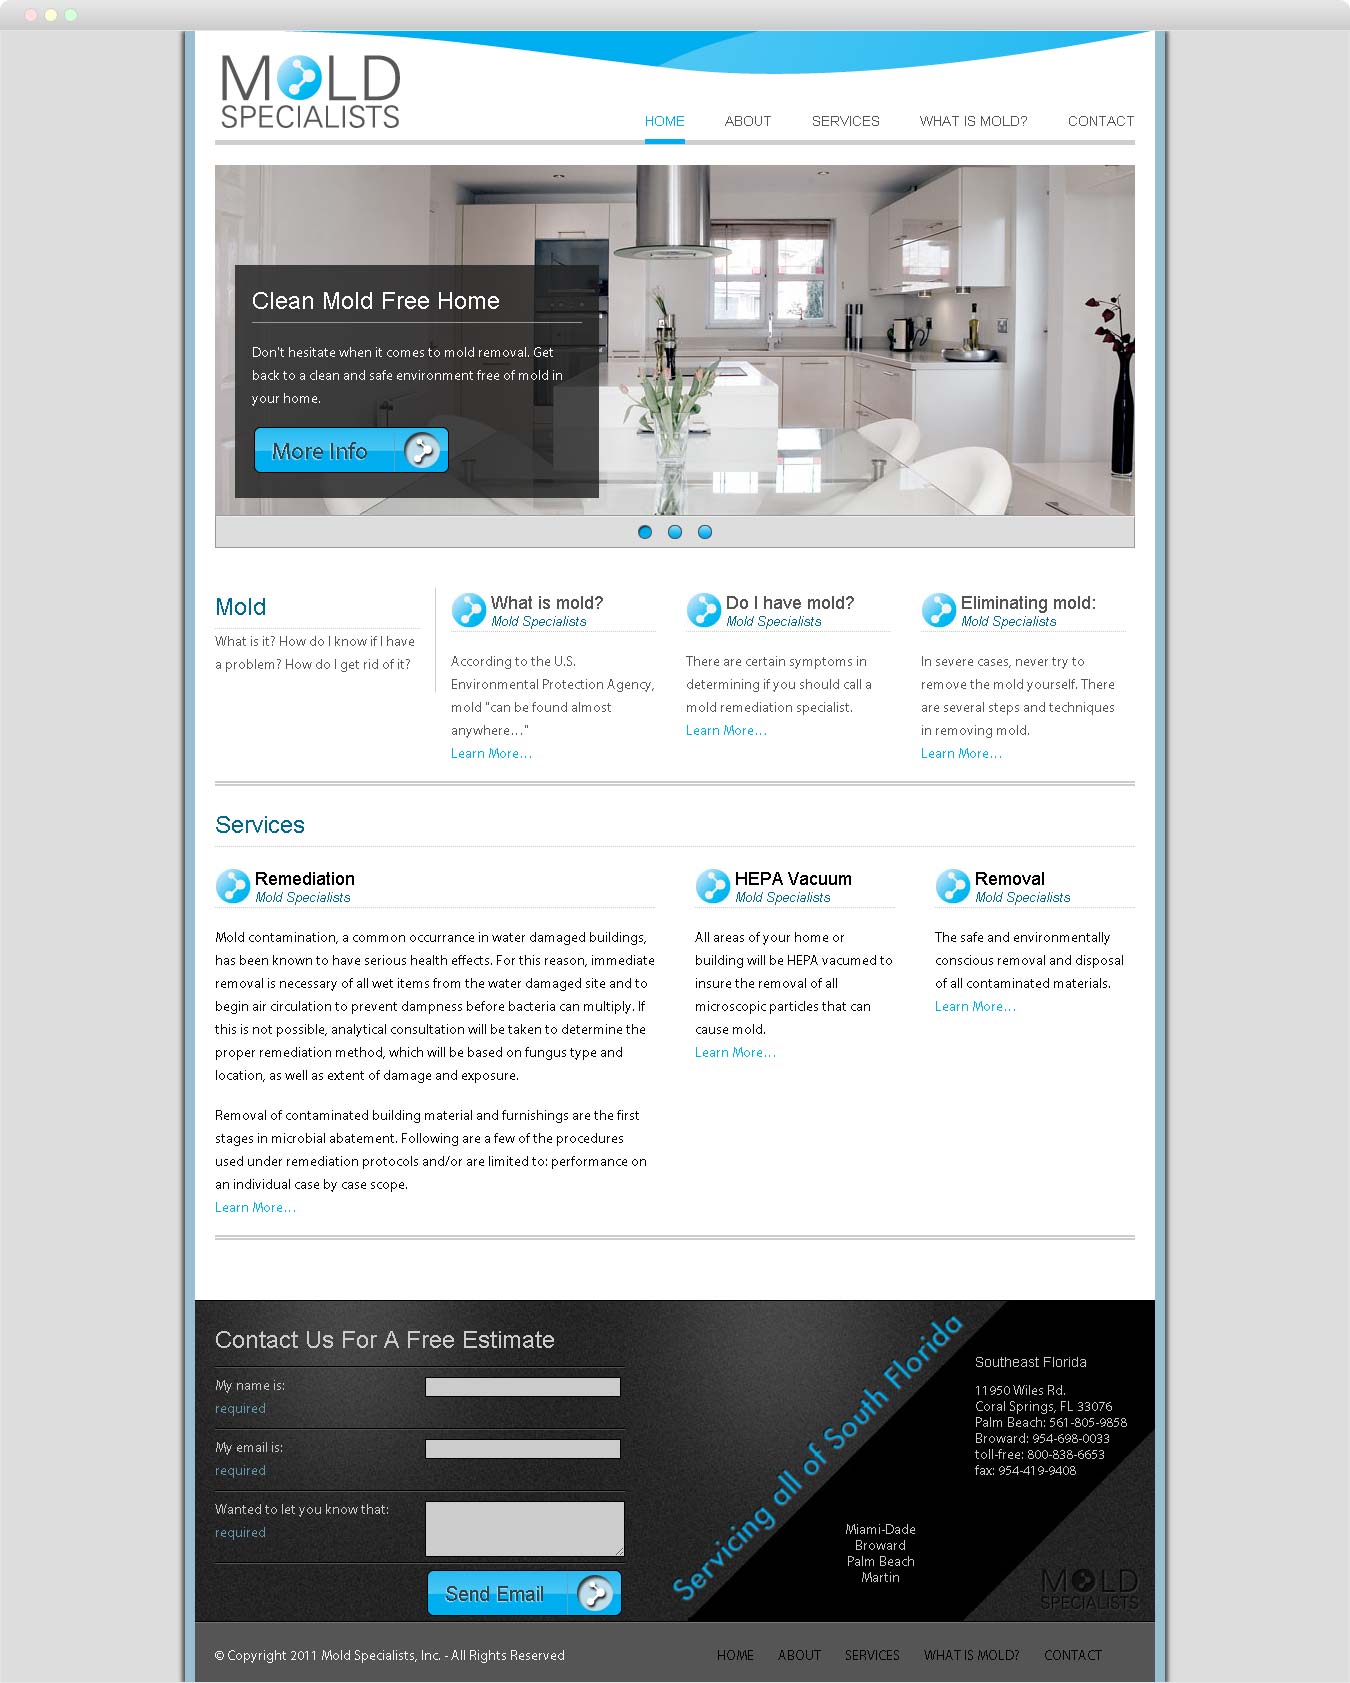 MOLD
SPECIALISTS
HOME ABOUT SERVICES WHAT IS MOLD? CONTACT
Clean Mold Free Home
Don't hesitate when it comes to mold removal. Get
back to a clean and safe environment free of mold in
your home.
More Info
Mold
What is it? How do I know if I have
a problem? How do I get rid of it?
What is mold?
Mold Specialists
According to the U.S.
Environmental Protection Agency,
mold "can be found almost
anywhere…"
Learn More…
Do I have mold?
Mold Specialists
There are certain symptoms in
determining if you should call a
mold remediation specialist.
Learn More…
Eliminating mold:
Mold Specialists
In severe cases, never try to
remove the mold yourself. There
are several steps and techniques
in removing mold.
Learn More…
Services
Remediation
Mold Specialists
Mold contamination, a common occurrance in water damaged buildings,
has been known to have serious health effects. For this reason, immediate
removal is necessary of all wet items from the water damaged site and to
begin air circulation to prevent dampness before bacteria can multiply. If
this is not possible, analytical consultation will be taken to determine the
proper remediation method, which will be based on fungus type and
location, as well as extent of damage and exposure.
Removal of contaminated building material and furnishings are the first
stages in microbial abatement. Following are a few of the procedures
used under remediation protocols and/or are limited to: performance on
an individual case by case scope.
Learn More…
HEPA Vacuum
Mold Specialists
All areas of your home or
building will be HEPA vacumed to
insure the removal of all
microscopic particles that can
cause mold.
Learn More…
Removal
Mold Specialists
The safe and environmentally
conscious removal and disposal
of all contaminated materials.
Learn More…
Contact Us For A Free Estimate
My name is:
required
My email is:
required
Wanted to let you know that:
required
Send Email
Servicing all of South Florida
Southeast Florida
11950 Wiles Rd.
Coral Springs, FL 33076
Palm Beach: 561-805-9858
Broward: 954-698-0033
toll-free: 800-838-6653
fax: 954-419-9408
Miami-Dade
Broward
Palm Beach
Martin
MOLD
SPECIALISTS
© Copyright 2011 Mold Specialists, Inc. - All Rights Reserved
HOME ABOUT SERVICES WHAT IS MOLD? CONTACT